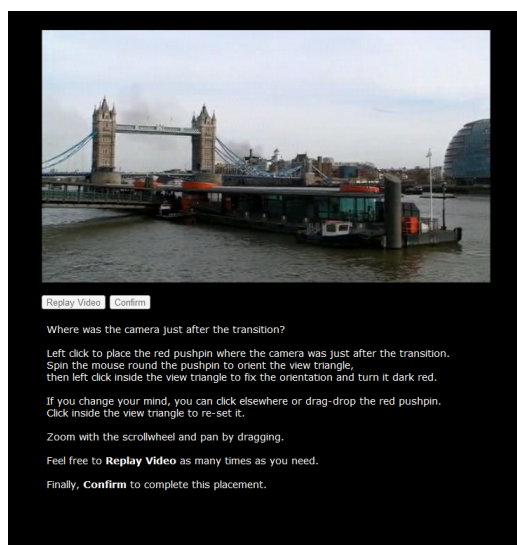 Replay Video Confirm
Where was the camera just after the transition?
Left click to place the red pushpin where the camera was just after the transition.
Spin the mouse round the pushpin to orient the view triangle,
then left click inside the view triangle to fix the orientation and turn it dark red.
If you change your mind, you can click elsewhere or drag-drop the red pushpin.
Click inside the view triangle to re-set it.
Zoom with the scrollwheel and pan by dragging.
Feel free to Replay Video as many times as you need.
Finally, Confirm to complete this placement.